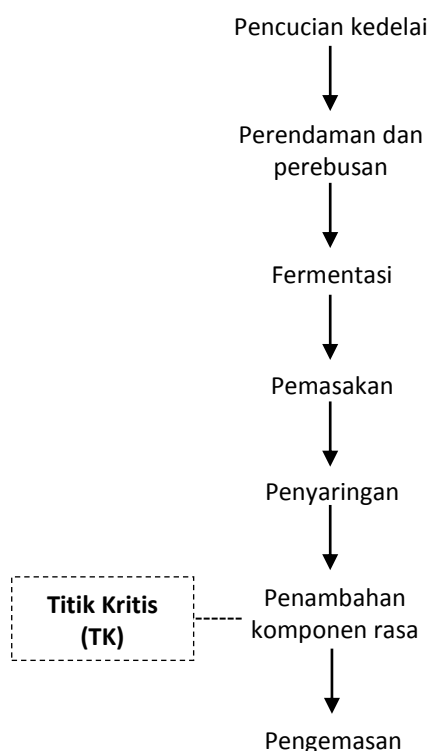 Pencucian kedelai
Perendaman dan
perebusan
Fermentasi
Pemasakan
Penyaringan
Titik Kritis
(TK)
Penambahan
komponen rasa
Pengemasan